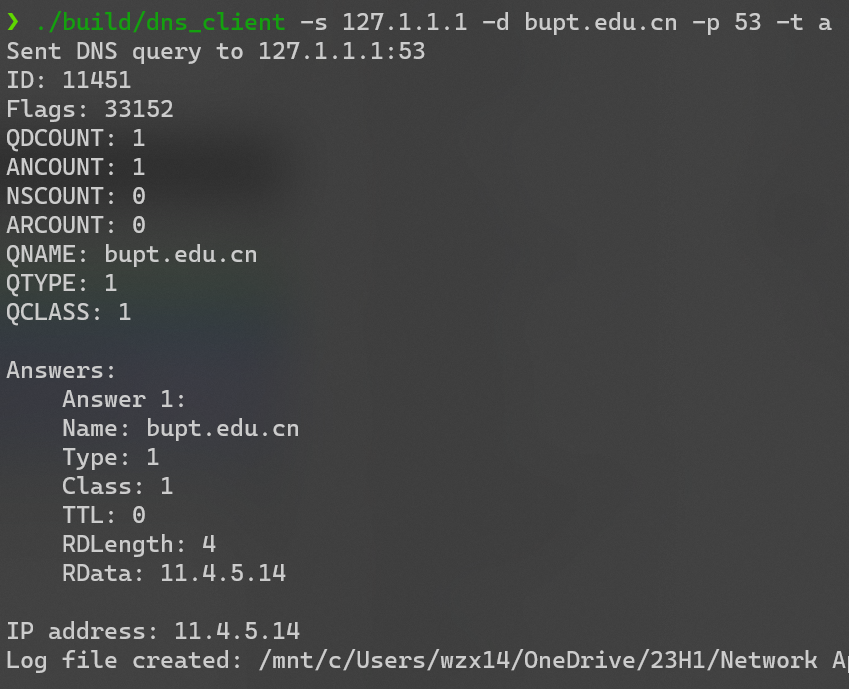 ❯ ./build/dns_client -s 127.1.1.1 -d bupt.edu.cn -p 53 -t a
Sent DNS query to 127.1.1.1:53
ID: 11451
Flags: 33152
QDCOUNT: 1
ANCOUNT: 1
NSCOUNT: 0
ARCOUNT: 0
QNAME: bupt.edu.cn
QTYPE: 1
QCLASS: 1
Answers:
Answer 1:
Name: bupt.edu.cn
Type: 1
Class: 1
TTL: 0
RDLength: 4
RData: 11.4.5.14
IP address: 11.4.5.14
Log file created: /mnt/c/Users/wzx14/OneDrive/23H1/Network